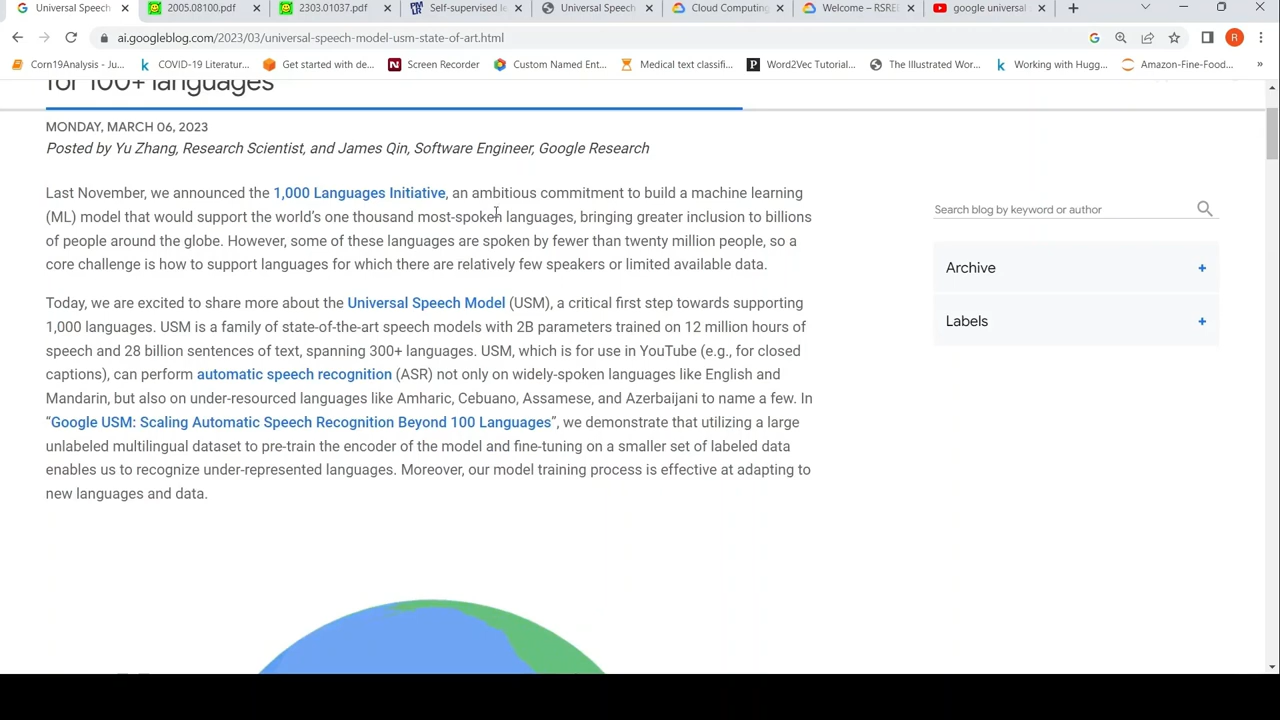 Universal Speech
2005.08100.pdf
2303.01037.pdf
Self-supervised le
Universal Speech
Cloud Computing
Welcome – RSREL
google universal
ai.googleblog.com/2023/03/universal-speech-model-usm-state-of-art.html
R
Corn19Analysis - Ju...
COVID-19 Literatur...
Get started with de...
Screen Recorder
Custom Named Ent...
Medical text classifi...
Word2Vec Tutorial...
The Illustrated Wor...
Working with Hugg...
Amazon-Fine-Food...
»
for 100+ languages
MONDAY, MARCH 06, 2023
Posted by Yu Zhang, Research Scientist, and James Qin, Software Engineer, Google Research
Last November, we announced the 1,000 Languages Initiative, an ambitious commitment to build a machine learning
(ML) model that would support the world's one thousand most-spoken languages, bringing greater inclusion to billions
of people around the globe. However, some of these languages are spoken by fewer than twenty million people, so a
core challenge is how to support languages for which there are relatively few speakers or limited available data.
Today, we are excited to share more about the Universal Speech Model (USM), a critical first step towards supporting
1,000 languages. USM is a family of state-of-the-art speech models with 2B parameters trained on 12 million hours of
speech and 28 billion sentences of text, spanning 300+ languages. USM, which is for use in YouTube (e.g., for closed
captions), can perform automatic speech recognition (ASR) not only on widely-spoken languages like English and
Mandarin, but also on under-resourced languages like Amharic, Cebuano, Assamese, and Azerbaijani to name a few. In
“Google USM: Scaling Automatic Speech Recognition Beyond 100 Languages”, we demonstrate that utilizing a large
unlabeled multilingual dataset to pre-train the encoder of the model and fine-tuning on a smaller set of labeled data
enables us to recognize under-represented languages. Moreover, our model training process is effective at adapting to
new languages and data.
Search blog by keyword or author
Archive +
Labels +